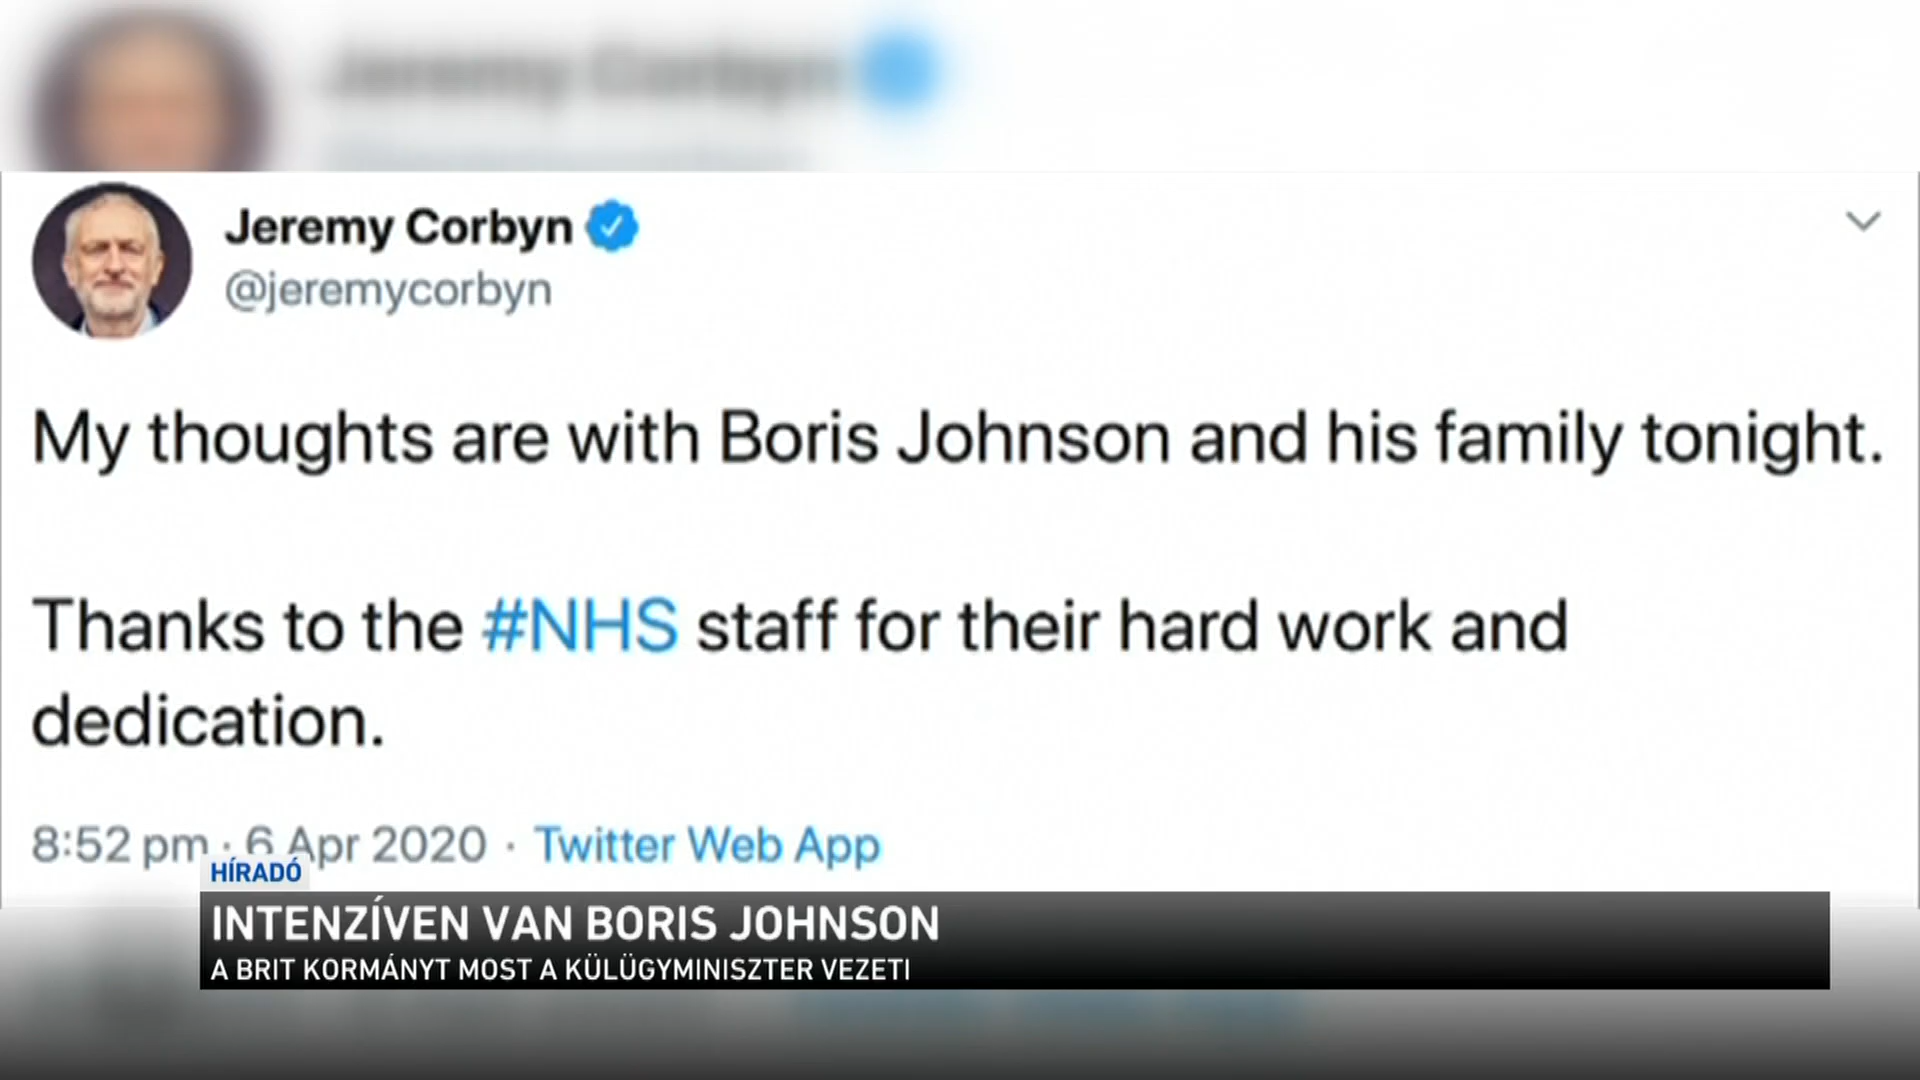 Jeremy Corbyn
Jeremy Corbyn
@jeremycorbyn
My thoughts are with Boris Johnson and his family tonight.
Thanks to the #NHS staff for their hard work and
dedication.
8:52 pm · 6 Apr 2020 · Twitter Web App
HÍRADÓ
INTENZÍVEN VAN BORIS JOHNSON
A BRIT KORMÁNYT MOST A KÜLÜGYMINISZTER VEZETI